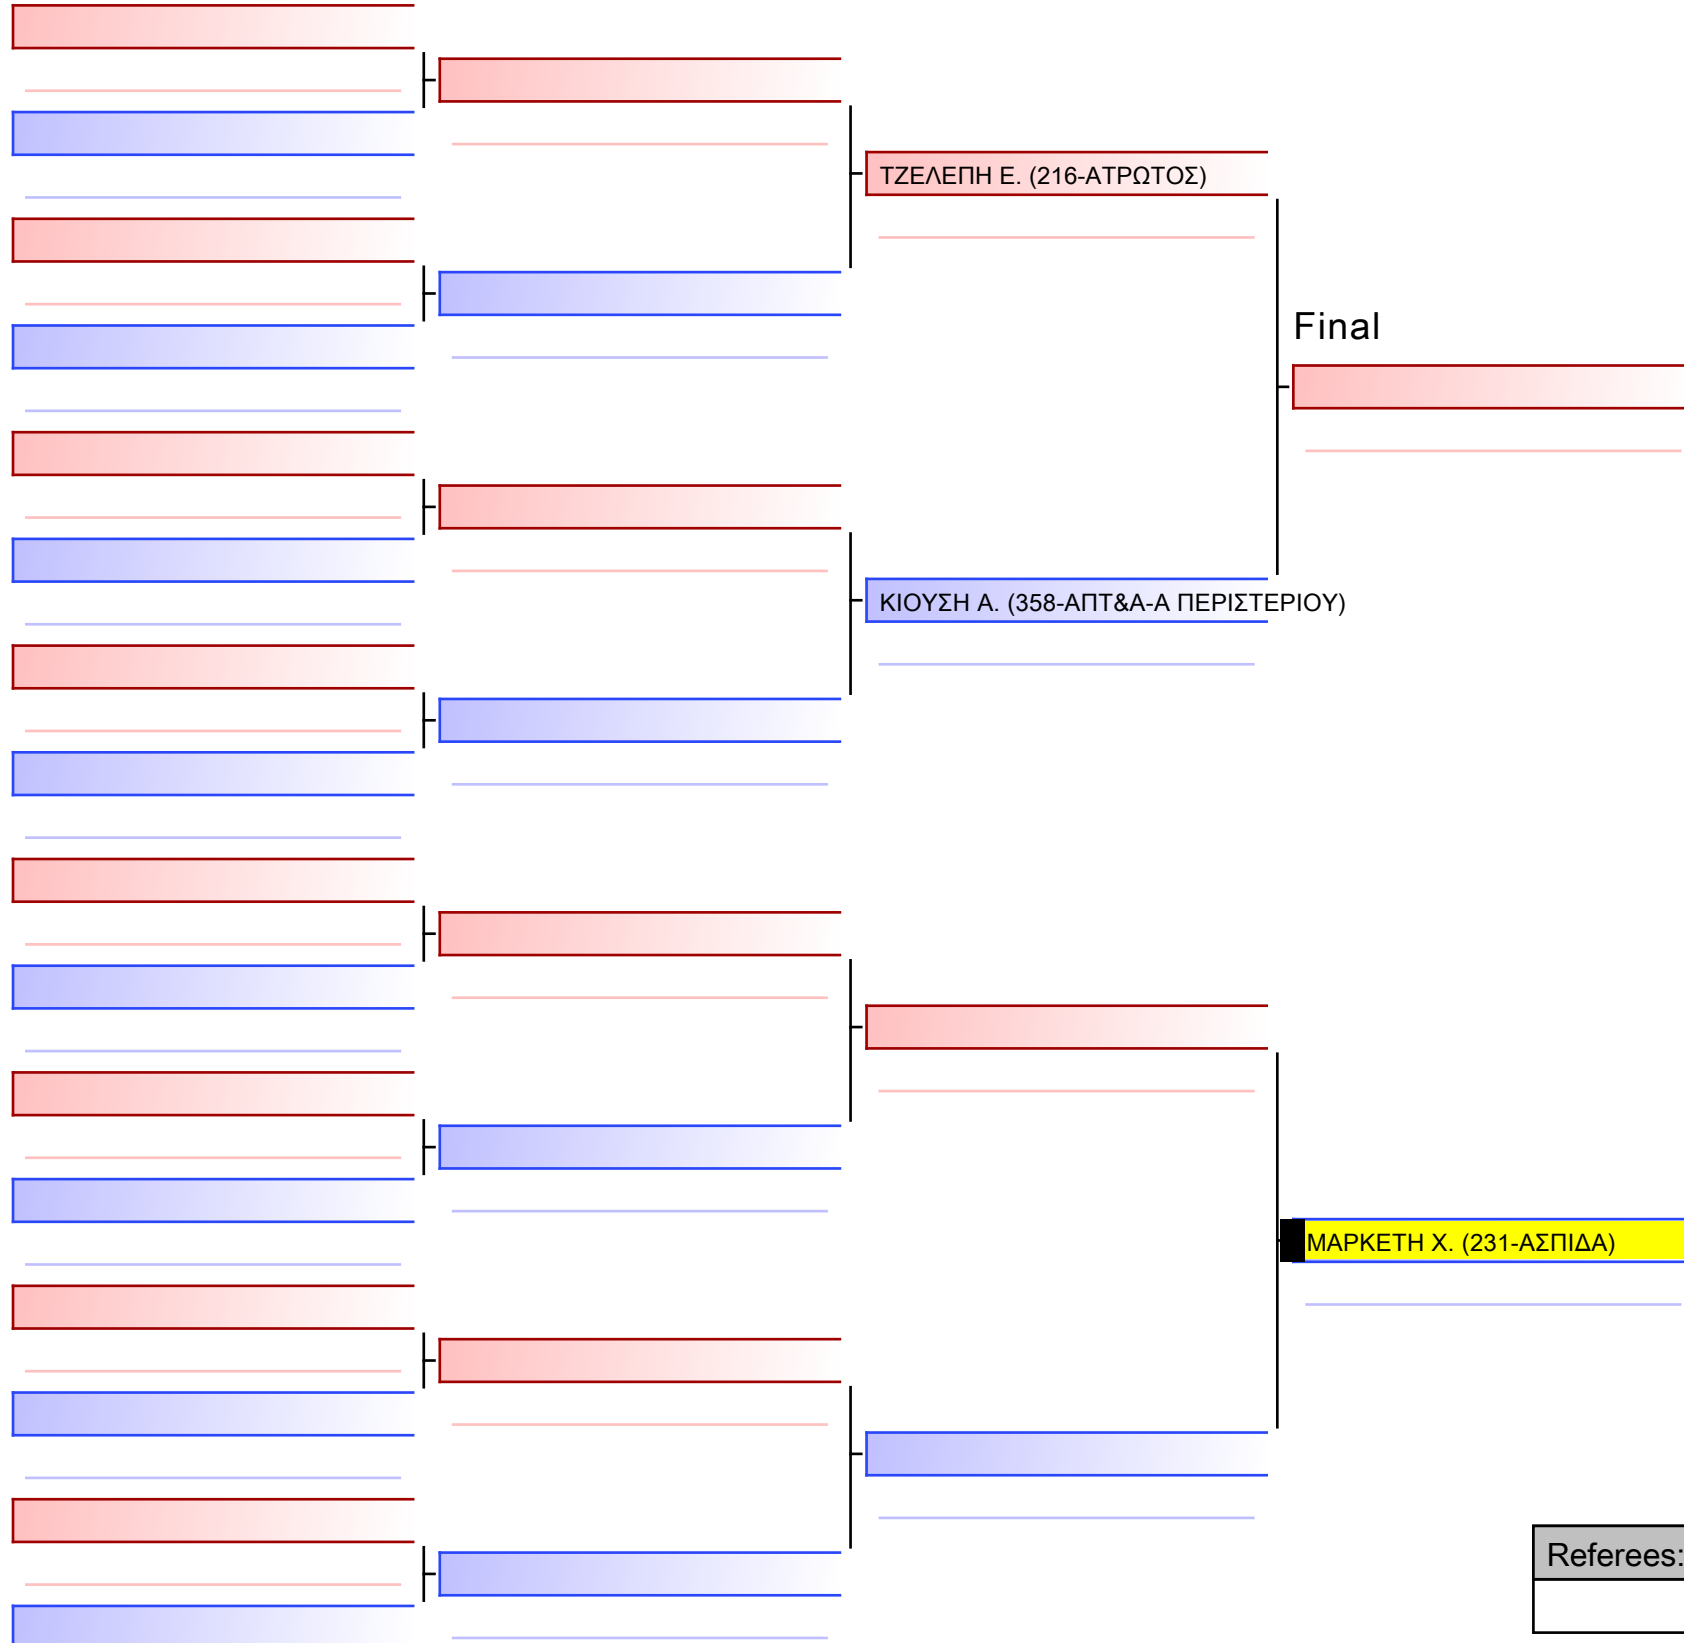 ΤΖΕΛΕΠΗ Ε. (216-ΑΤΡΩΤΟΣ)
Final
ΚΙΟΥΣΗ Α. (358-ΑΠΤ&Α-Α ΠΕΡΙΣΤΕΡΙΟΥ)
ΜΑΡΚΕΤΗ Χ. (231-ΑΣΠΙΔΑ)
Referees: